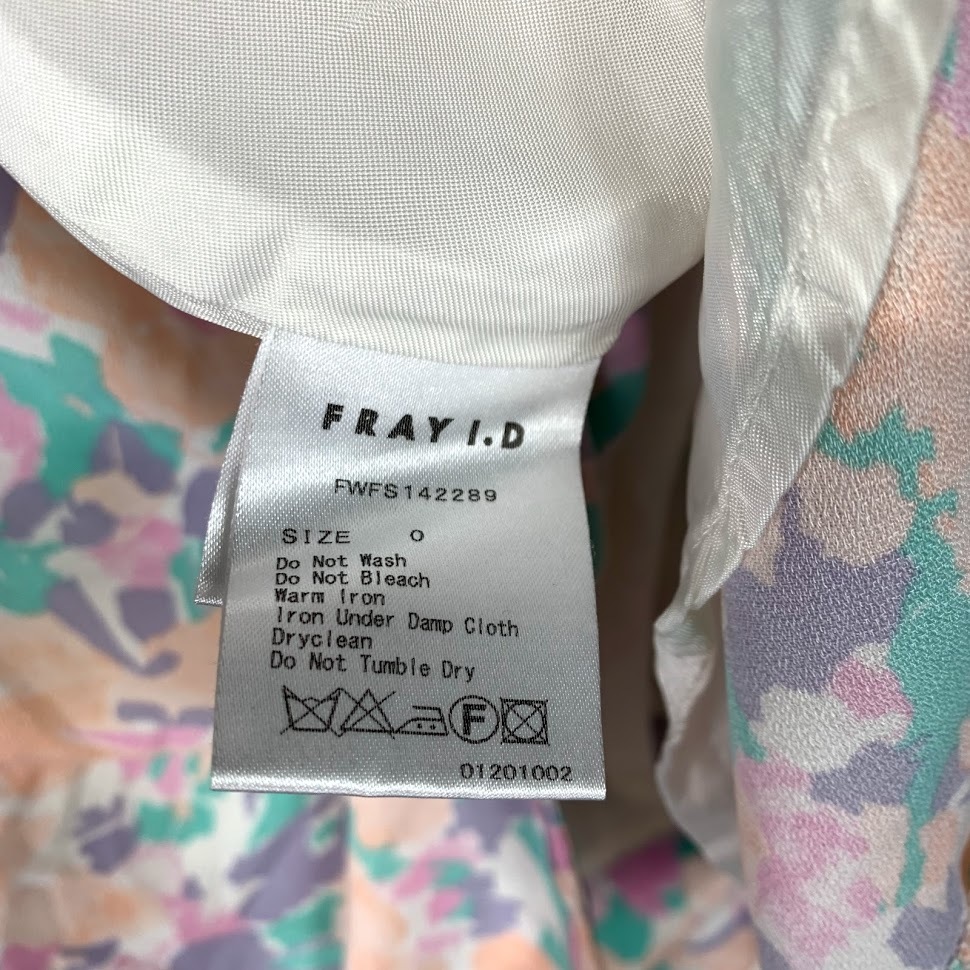 FRAY I.D
FWFS142289
SIZE 0
Do Not Wash
Do Not Bleach
Warm Iron
Iron Under Damp Cloth
Dryclean
Do Not Tumble Dry
F
01201002